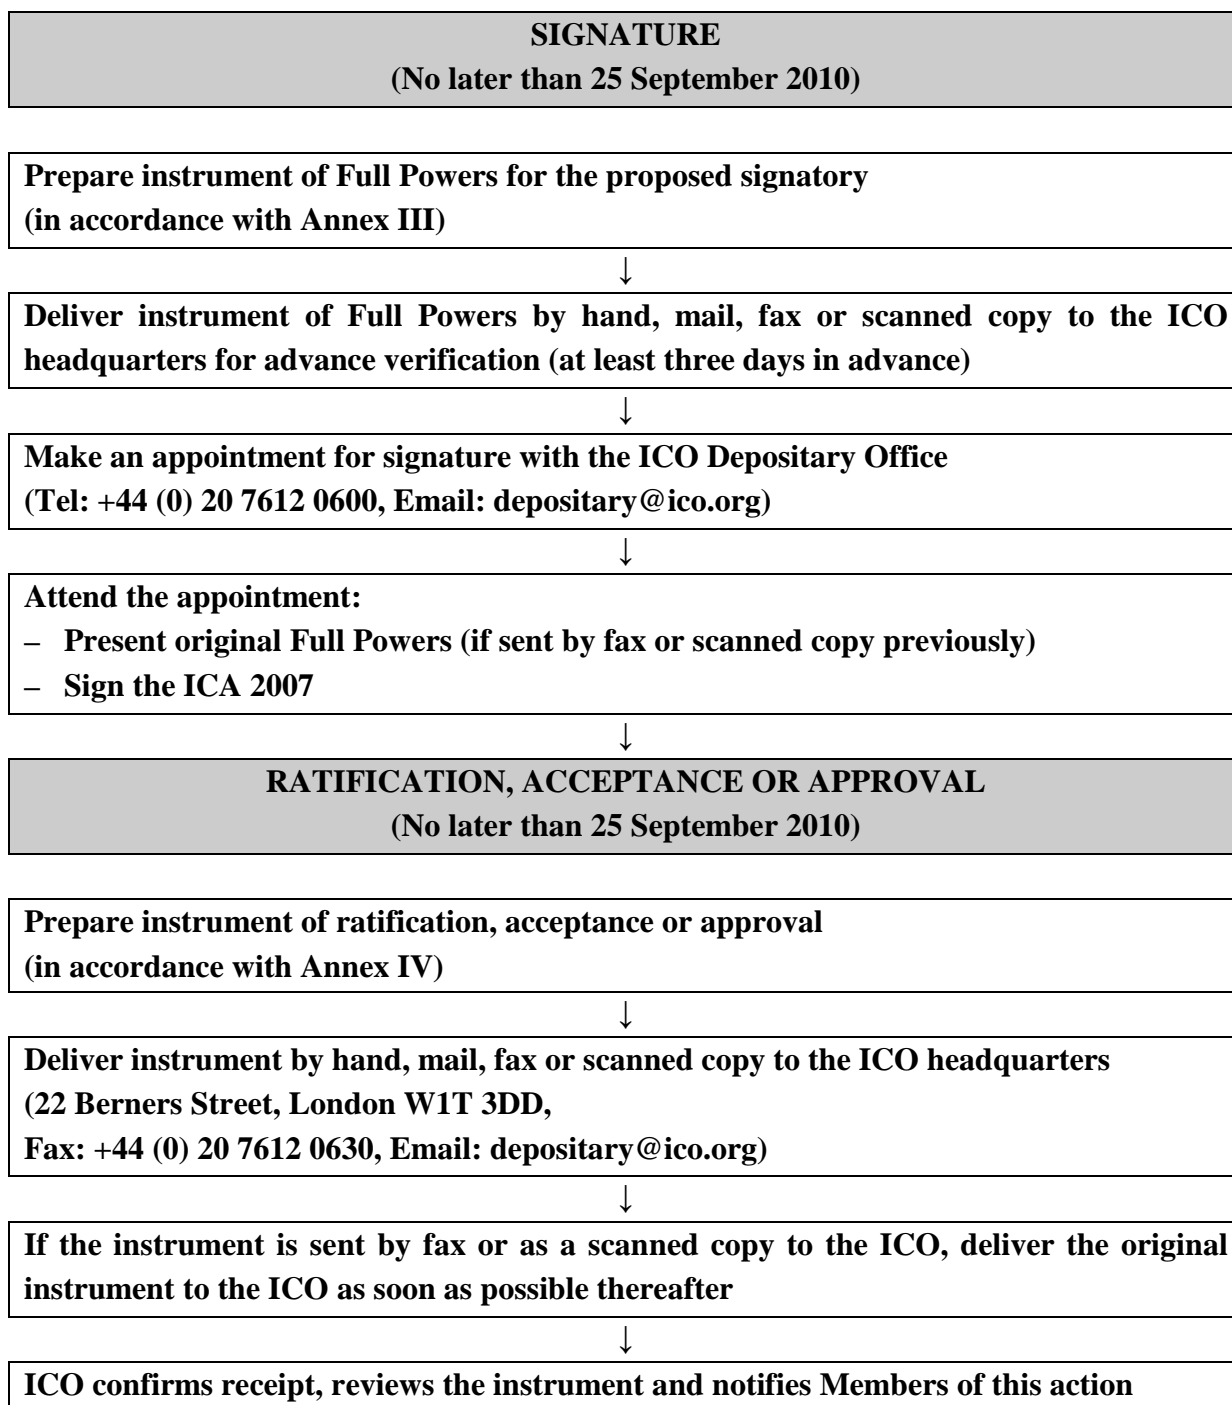 SIGNATURE
(No later than 25 September 2010)
Prepare instrument of Full Powers for the proposed signatory
(in accordance with Annex III)
↓
Deliver instrument of Full Powers by hand, mail, fax or scanned copy to the ICO
headquarters for advance verification (at least three days in advance)
↓
Make an appointment for signature with the ICO Depositary Office
(Tel: +44 (0) 20 7612 0600, Email: depositary@ico.org)
↓
Attend the appointment:
– Present original Full Powers (if sent by fax or scanned copy previously)
– Sign the ICA 2007
↓
RATIFICATION, ACCEPTANCE OR APPROVAL
(No later than 25 September 2010)
Prepare instrument of ratification, acceptance or approval
(in accordance with Annex IV)
↓
Deliver instrument by hand, mail, fax or scanned copy to the ICO headquarters
(22 Berners Street, London W1T 3DD,
Fax: +44 (0) 20 7612 0630, Email: depositary@ico.org)
↓
If the instrument is sent by fax or as a scanned copy to the ICO, deliver the original
instrument to the ICO as soon as possible thereafter
↓
ICO confirms receipt, reviews the instrument and notifies Members of this action